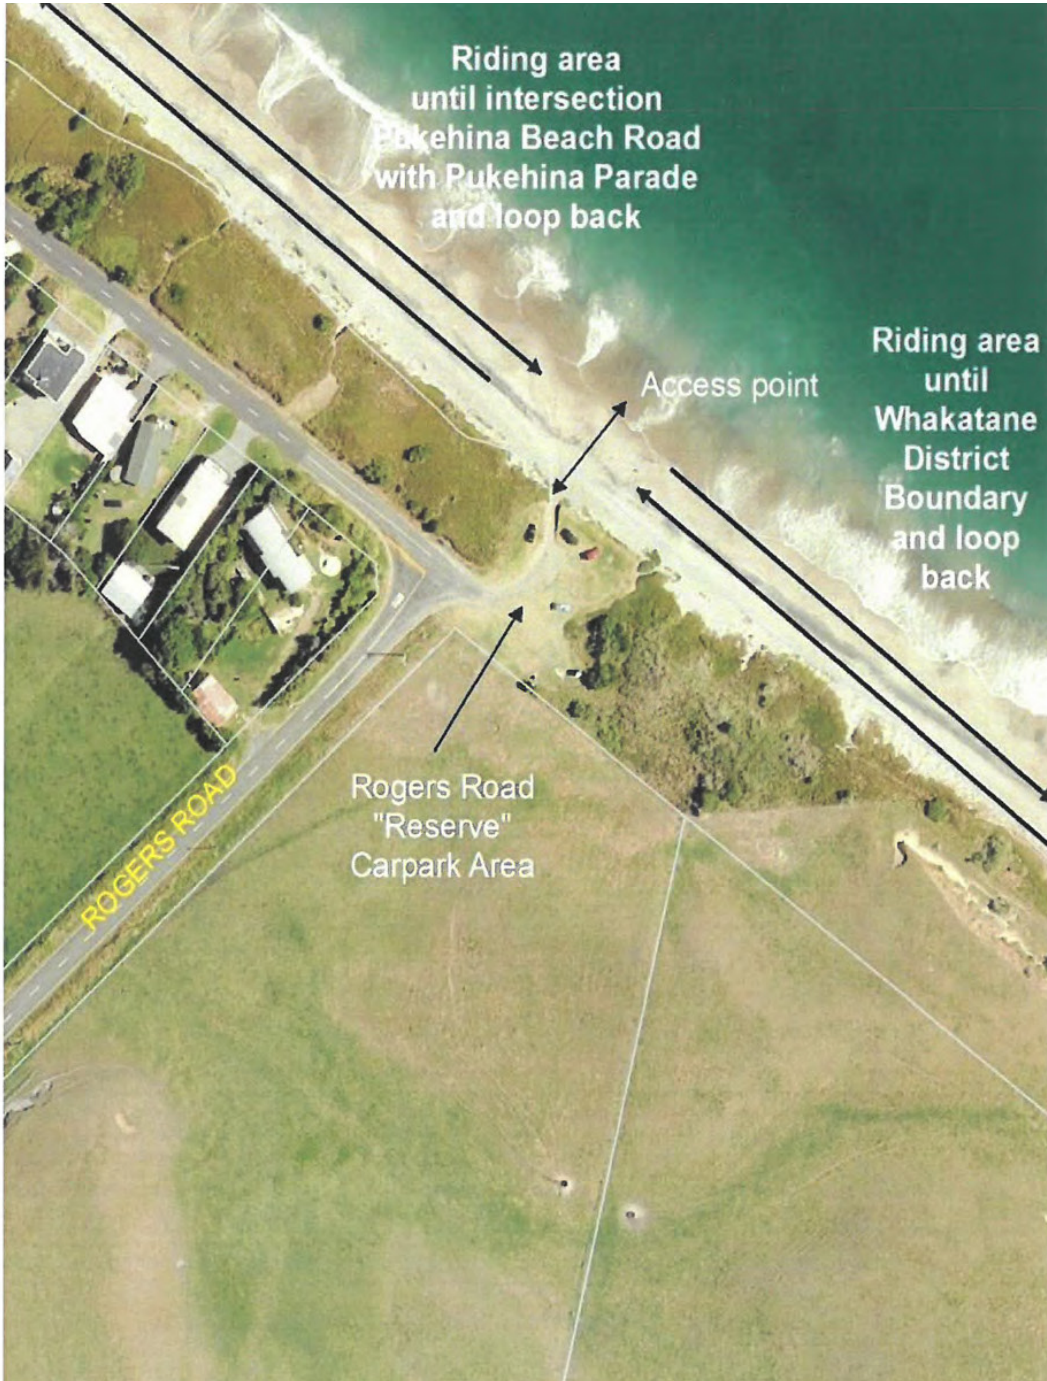 Riding area
until intersection
Pukehina Beach Road
with Pukehina Parade
and loop back
Riding area
until
Whakatane
District
Boundary
and loop
back
Access point
Rogers Road
"Reserve"
Carpark Area
ROGERS ROAD